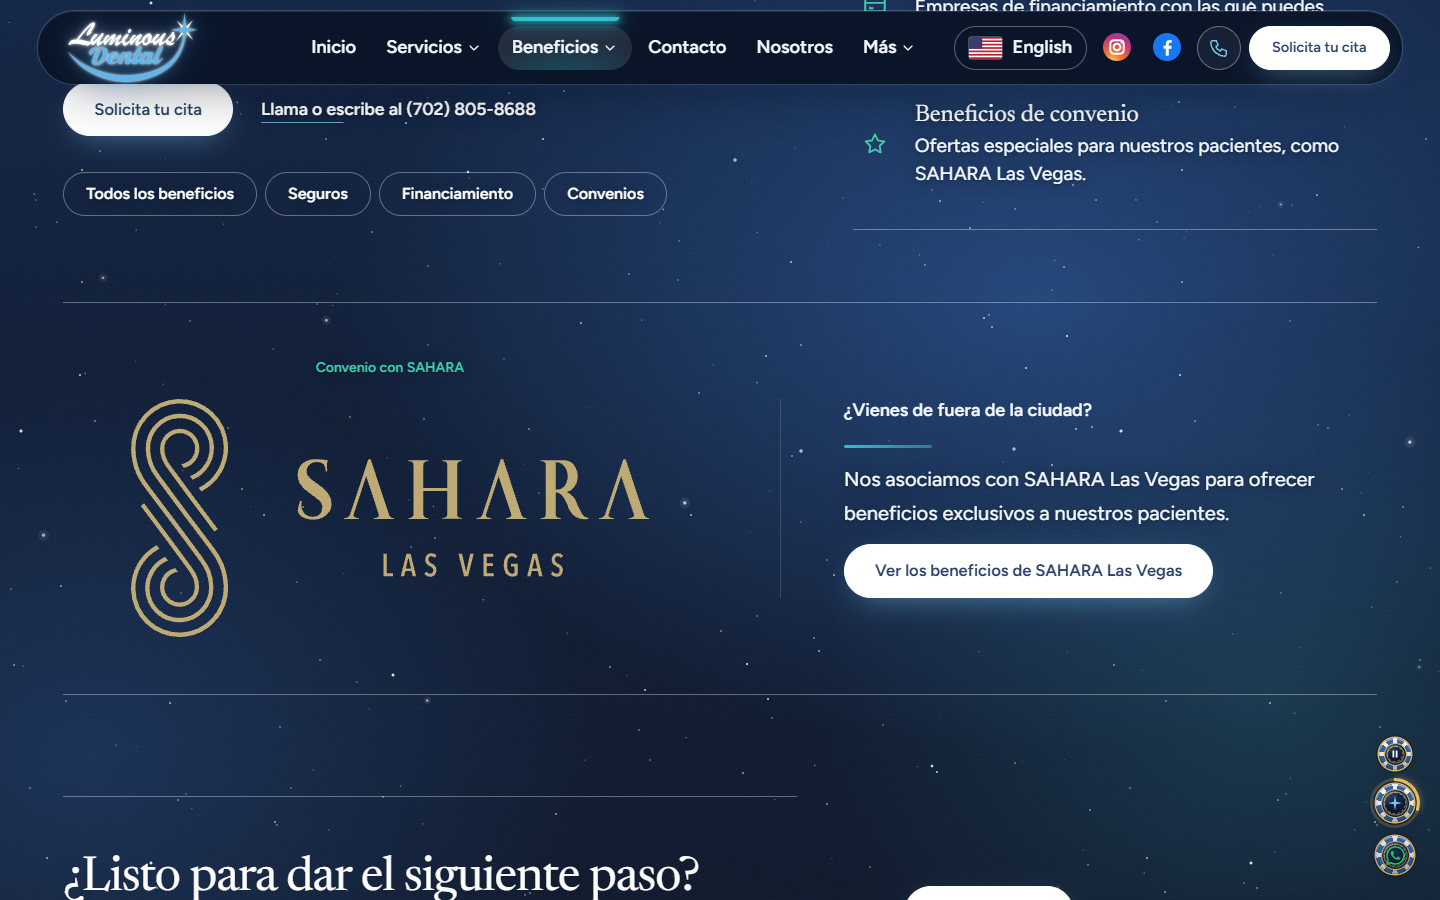 Empresas de financiamiento con las que puedes
Luminous
Dental
Inicio
Servicios
Beneficios
Contacto
Nosotros
Más
English
Solicita tu cita
Solicita tu cita
Llama o escribe al (702) 805-8688
Todos los beneficios
Seguros
Financiamiento
Convenios
Beneficios de convenio
Ofertas especiales para nuestros pacientes, como
SAHARA Las Vegas.
Convenio con SAHARA
SAHARA
LAS VEGAS
¿Vienes de fuera de la ciudad?
Nos asociamos con SAHARA Las Vegas para ofrecer
beneficios exclusivos a nuestros pacientes.
Ver los beneficios de SAHARA Las Vegas
¿Listo para dar el siguiente paso?